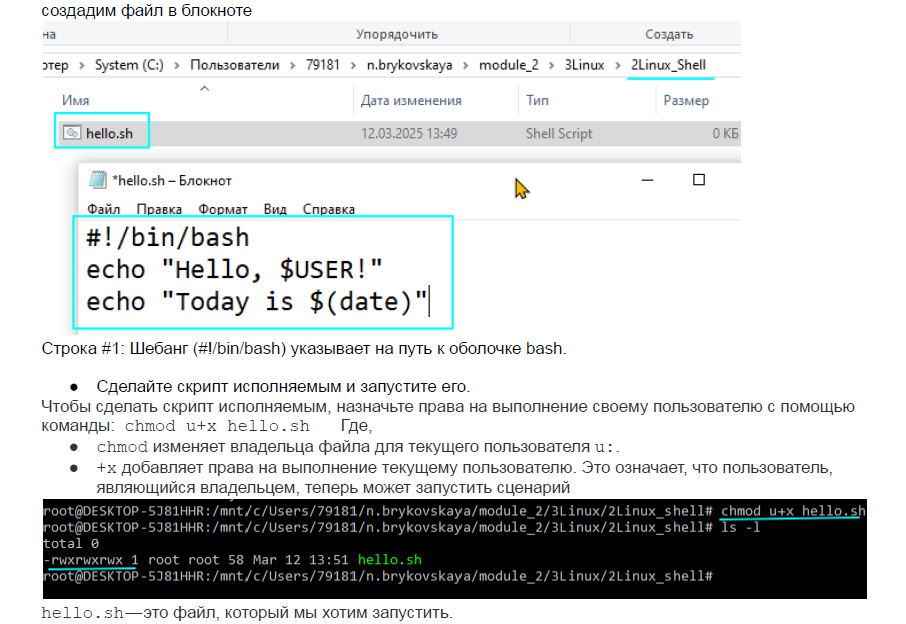 создадим файл в блокноте
на Упорядочить Создать
отер > System (C:) > Пользователи > 79181 > n.brykovskaya > module_2 > 3Linux > 2Linux_Shell
Имя Дата изменения Тип Размер
hello.sh 12.03.2025 13:49 Shell Script 0 КБ
*hello.sh – Блокнот
Файл Правка Формат Вид Справка
#!/bin/bash
echo "Hello, $USER!"
echo "Today is $(date)"
Строка #1: Шебанг (#!/bin/bash) указывает на путь к оболочке bash.
● Сделайте скрипт исполняемым и запустите его.
Чтобы сделать скрипт исполняемым, назначьте права на выполнение своему пользователю с помощью
команды: chmod u+x hello.sh Где,
● chmod изменяет владельца файла для текущего пользователя u:.
● +x добавляет права на выполнение текущему пользователю. Это означает, что пользователь,
являющийся владельцем, теперь может запустить сценарий
root@DESKTOP-5J81HHR:/mnt/c/Users/79181/n.brykovskaya/module_2/3Linux/2Linux_shell# chmod u+x hello.sh
root@DESKTOP-5J81HHR:/mnt/c/Users/79181/n.brykovskaya/module_2/3Linux/2Linux_shell# ls -l
total 0
-rwxrwxrwx 1 root root 58 Mar 12 13:51 hello.sh
root@DESKTOP-5J81HHR:/mnt/c/Users/79181/n.brykovskaya/module_2/3Linux/2Linux_shell#
hello.sh—это файл, который мы хотим запустить.